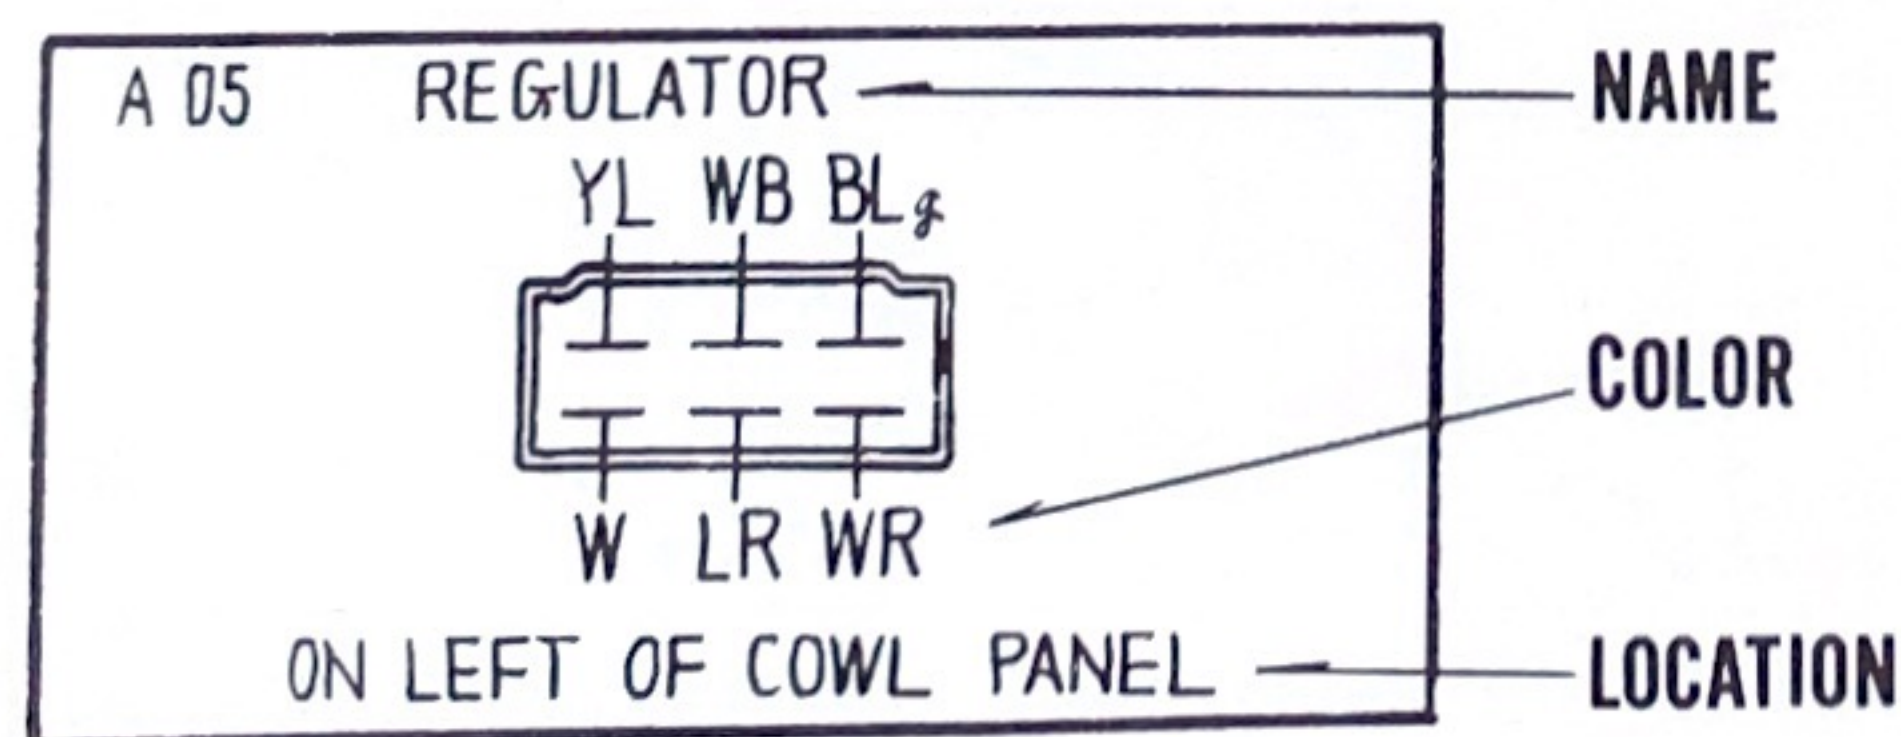 A 05 REGULATOR NAME
YL WB BLg
COLOR
W LR WR
ON LEFT OF COWL PANEL LOCATION